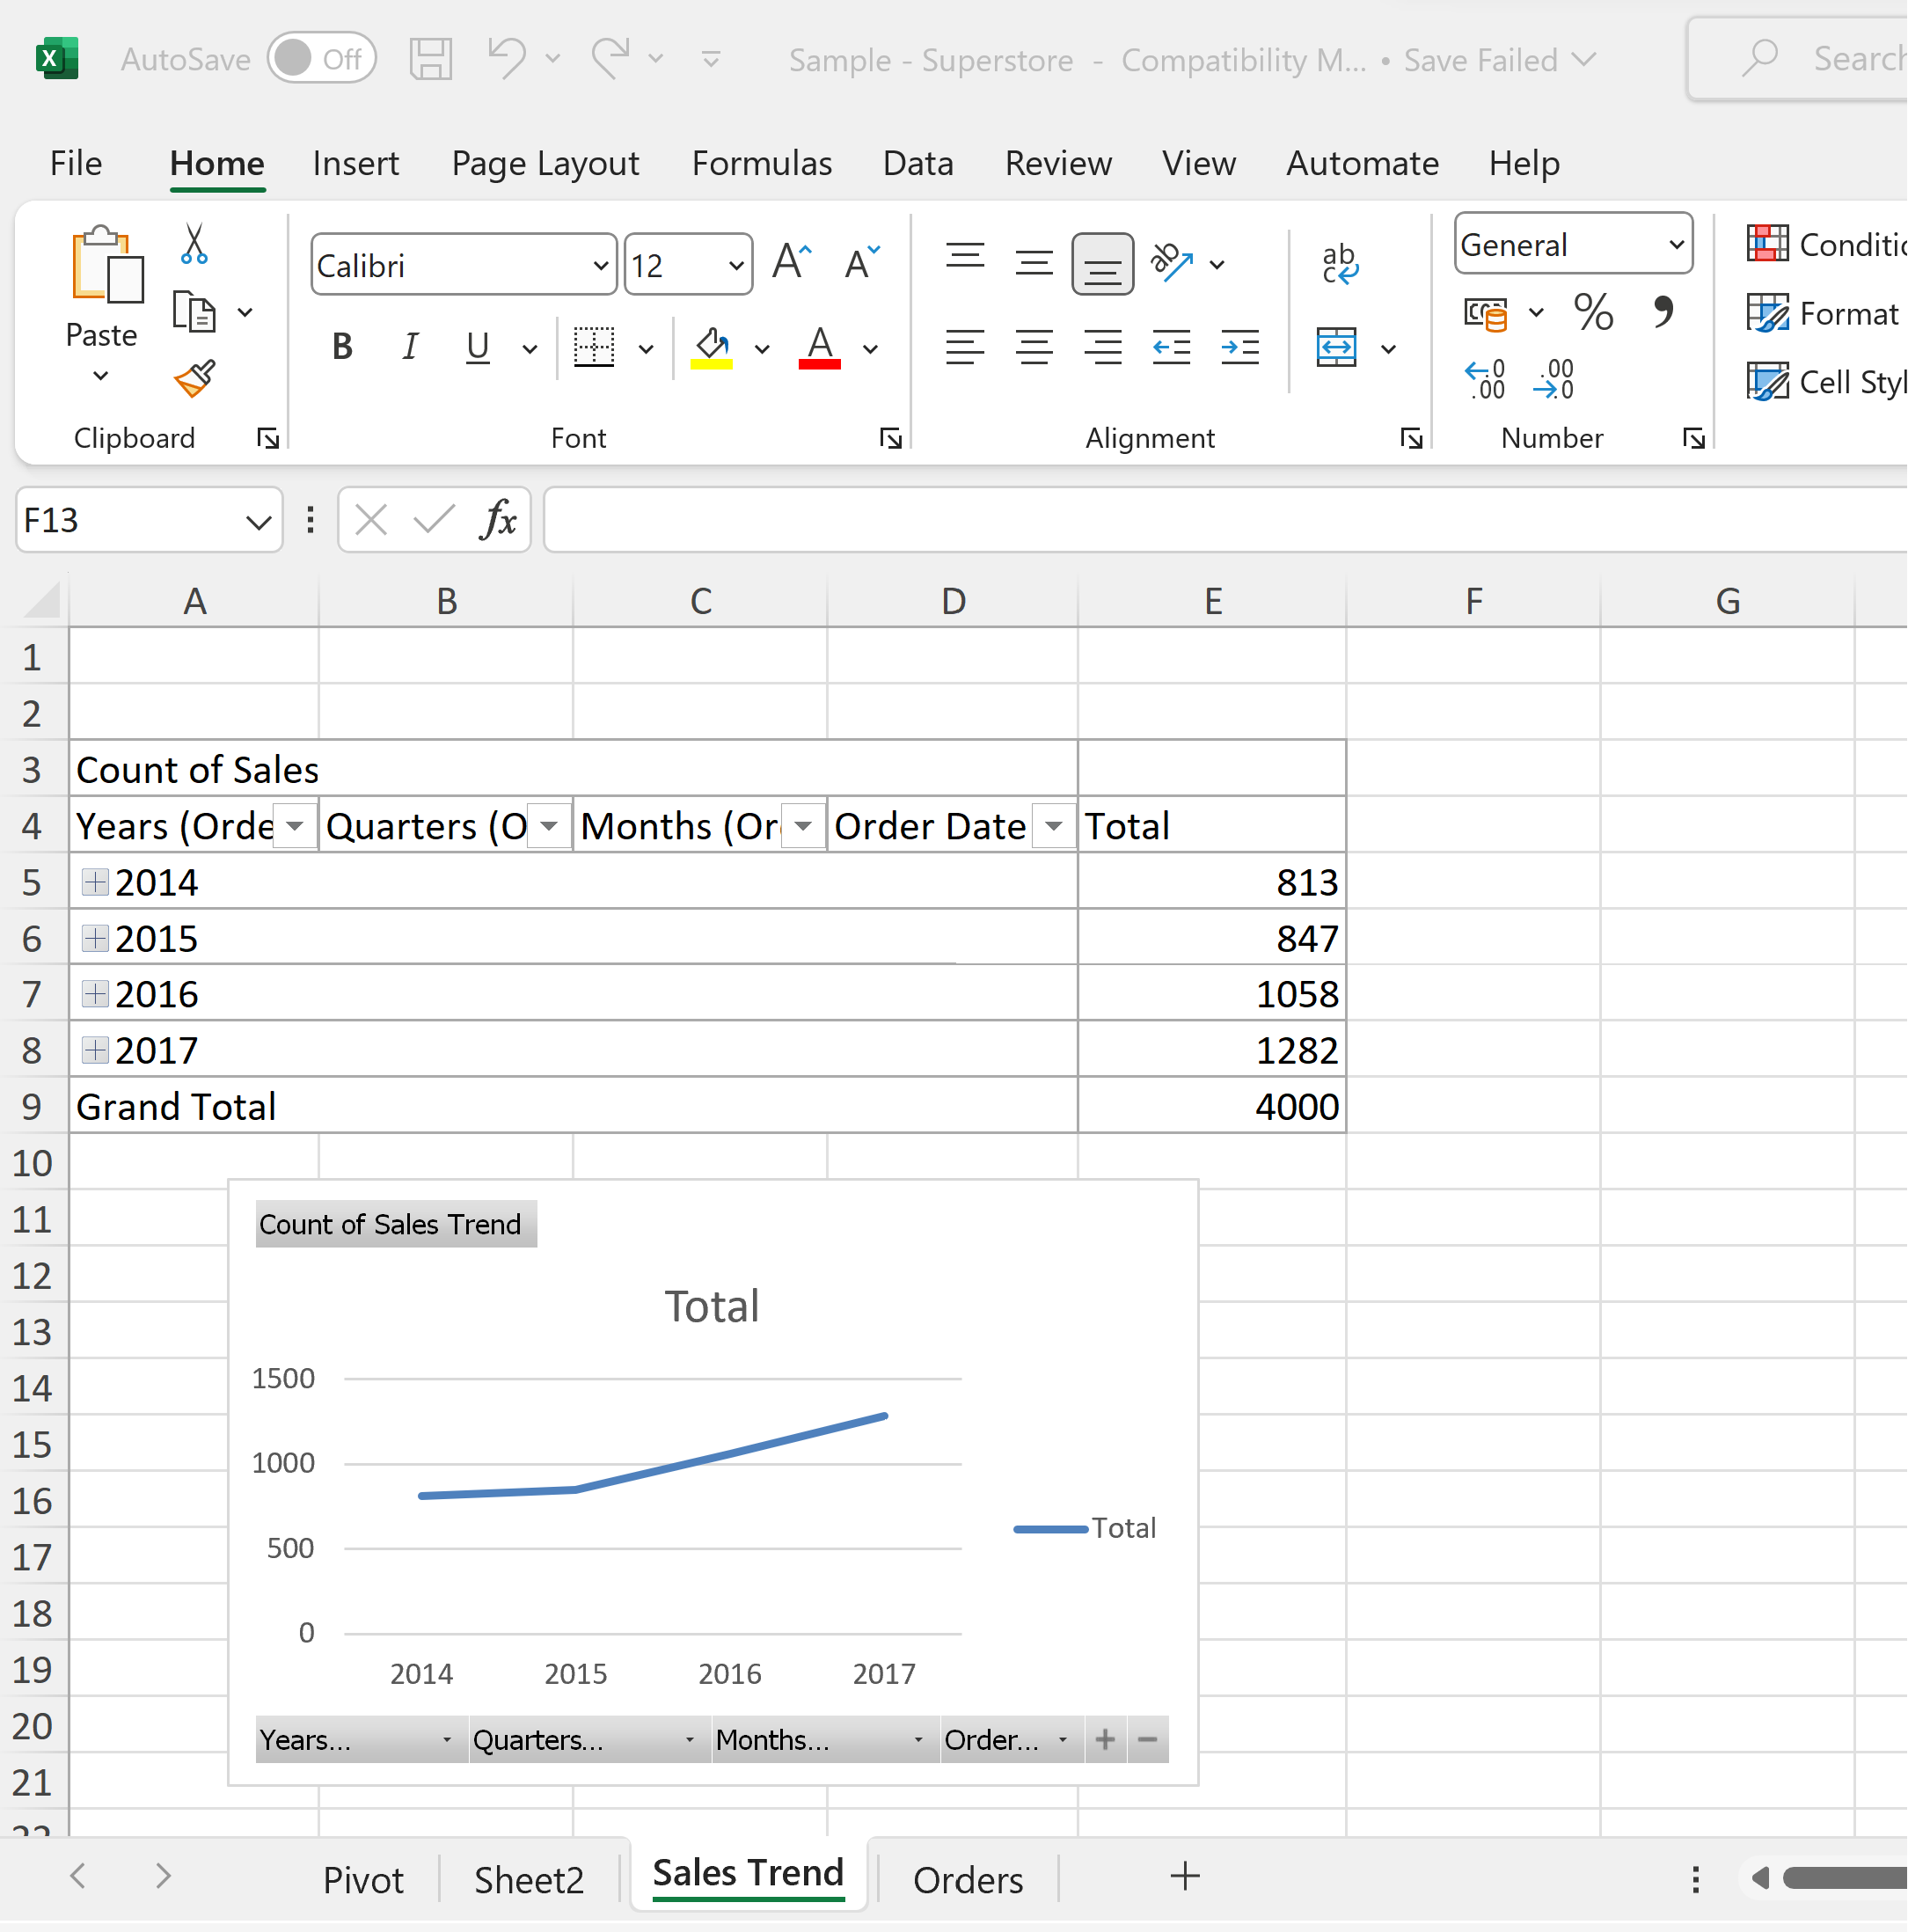 AutoSave Off Sample - Superstore - Compatibility M... • Save Failed Search
File Home Insert Page Layout Formulas Data Review View Automate Help
Paste
Calibri 12
B I U A
General
Conditio
Format
Cell Styl
Clipboard Font Alignment Number
F13 fx
A B C D E F G
1
2
3 Count of Sales
4 Years (Orde Quarters (O Months (Or Order Date Total
5 2014 813
6 2015 847
7 2016 1058
8 2017 1282
9 Grand Total 4000
10
11
12
13
14
15
16
17
18
19
20
21
22
Count of Sales Trend
Total
1500
1000
500
0
2014 2015 2016 2017
Total
Years... Quarters... Months... Order... + −
Pivot Sheet2 Sales Trend Orders +